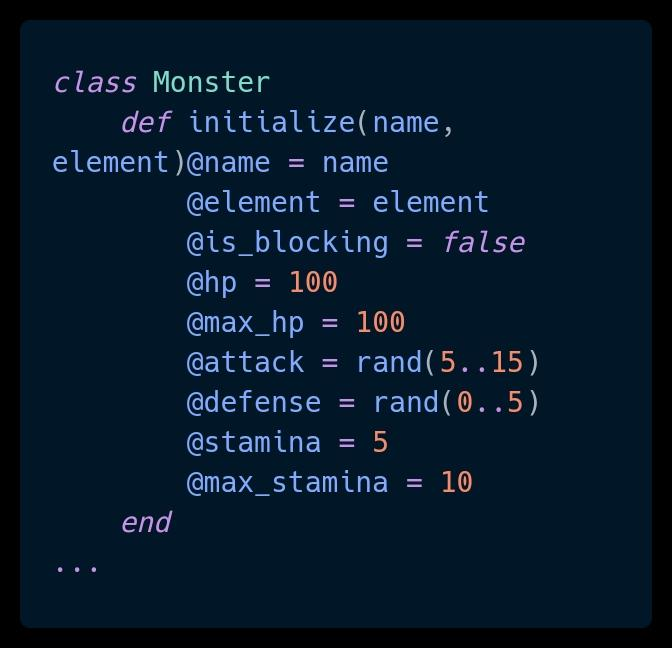 class Monster
    def initialize(name,
element)@name = name
        @element = element
        @is_blocking = false
        @hp = 100
        @max_hp = 100
        @attack = rand(5..15)
        @defense = rand(0..5)
        @stamina = 5
        @max_stamina = 10
    end
...